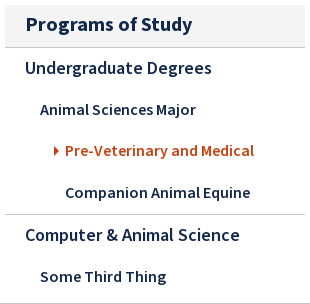 Programs of Study
Undergraduate Degrees
Animal Sciences Major
Pre-Veterinary and Medical
Companion Animal Equine
Computer & Animal Science
Some Third Thing